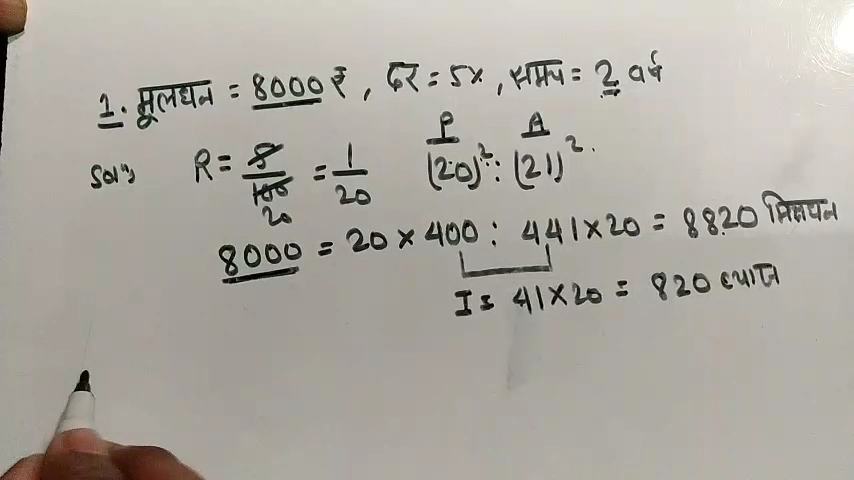 1. मूलधन = 8000 ₹, दर = 5%, समय = 2 वर्ष
P A
Solⁿ R = 5/100 20 = 1/20 (20)² : (21)²
8000 = 20 × 400 : 441 × 20 = 8820 मिश्रधन
I = 41 × 20 = 820 ब्याज